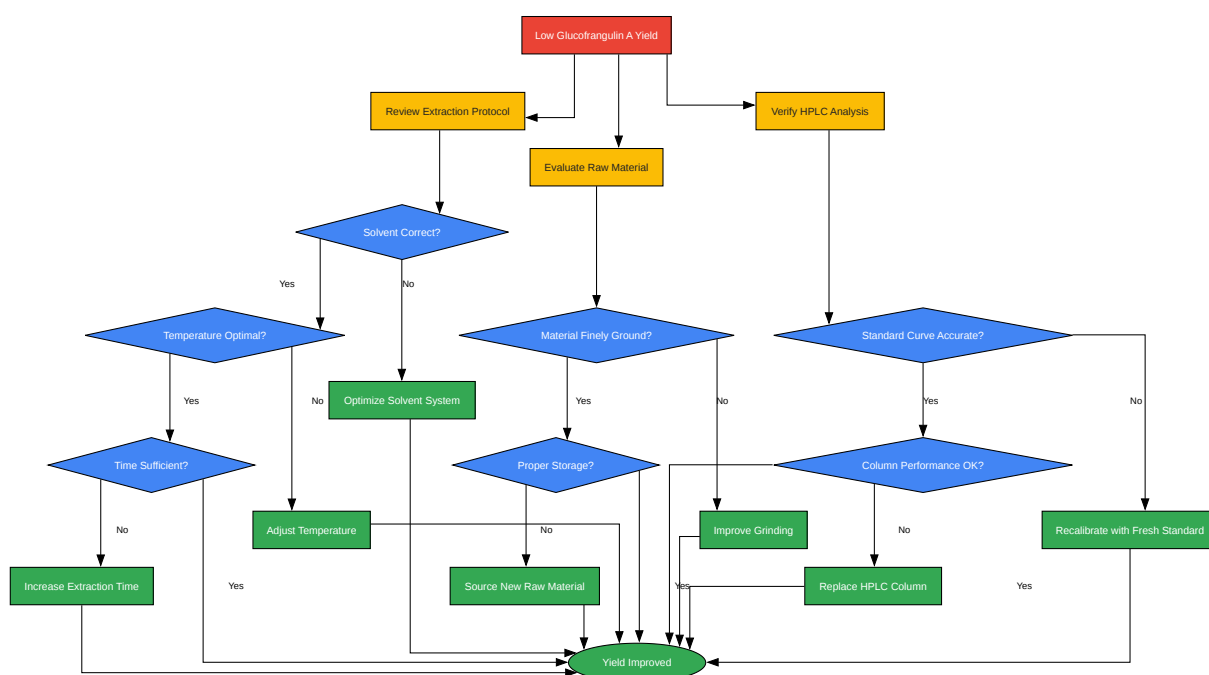 Low Glucofrangulin A Yield
Review Extraction Protocol
Verify HPLC Analysis
Evaluate Raw Material
Solvent Correct?
Yes
No
Temperature Optimal?
Material Finely Ground?
Standard Curve Accurate?
Optimize Solvent System
Yes
No
Yes
No
Yes
No
Time Sufficient?
Proper Storage?
Column Performance OK?
No
Adjust Temperature
No
Improve Grinding
No
Recalibrate with Fresh Standard
Increase Extraction Time
Yes
Source New Raw Material
Yes
Replace HPLC Column
Yes
Yield Improved